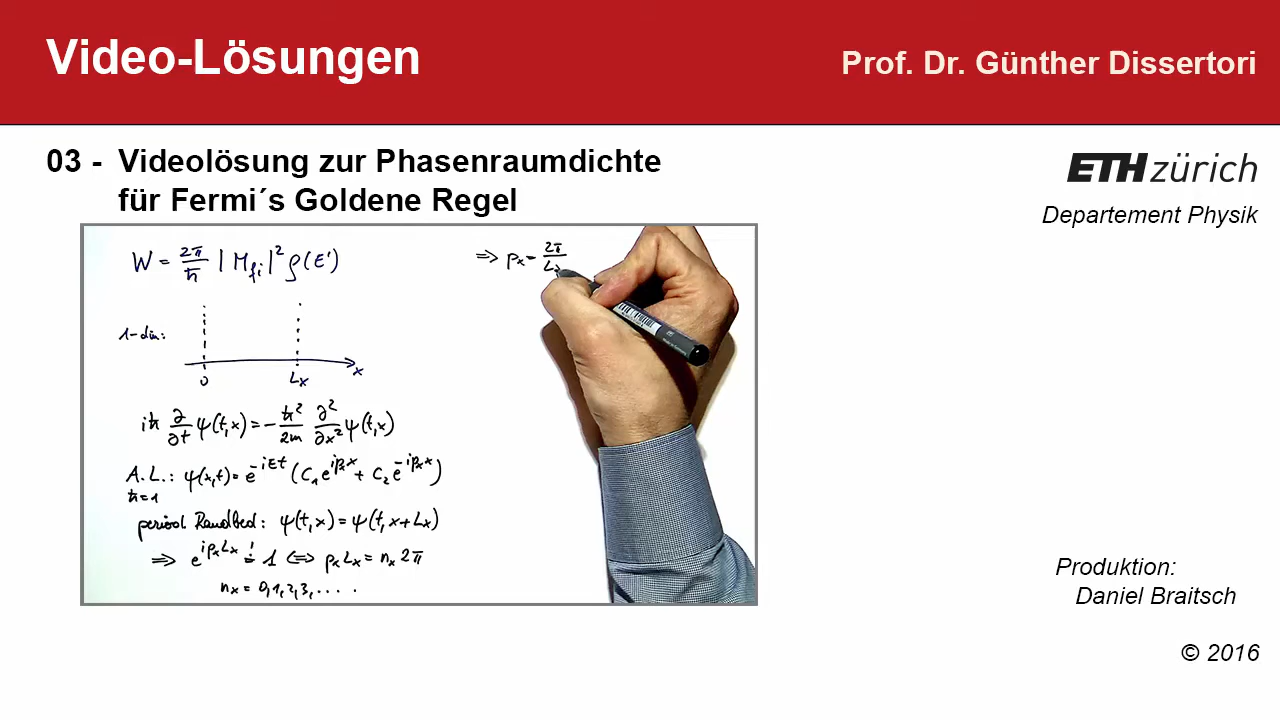 Video-Lösungen
Prof. Dr. Günther Dissertori
03 - Videolösung zur Phasenraumdichte
für Fermi´s Goldene Regel
ETH zürich
Departement Physik
W = 2π/ħ |M_fi|² ρ(E')
1-dim:
0 L_x x
iħ ∂/∂t ψ(t,x) = -ħ²/2m ∂²/∂x² ψ(t,x)
A.L.: ψ(x,t) = e^{-iEt} (C₁e^{ip_x x} + C₂e^{-ip_x x})
ħ=1
period. Randbed: ψ(t,x) = ψ(t,x+L_x)
⇒ e^{ip_x L_x} != 1 ⇔ p_x L_x = n_x 2π
n_x = 0,1,2,3,....
⇒ p_x = 2π/L_x
Produktion:
Daniel Braitsch
© 2016